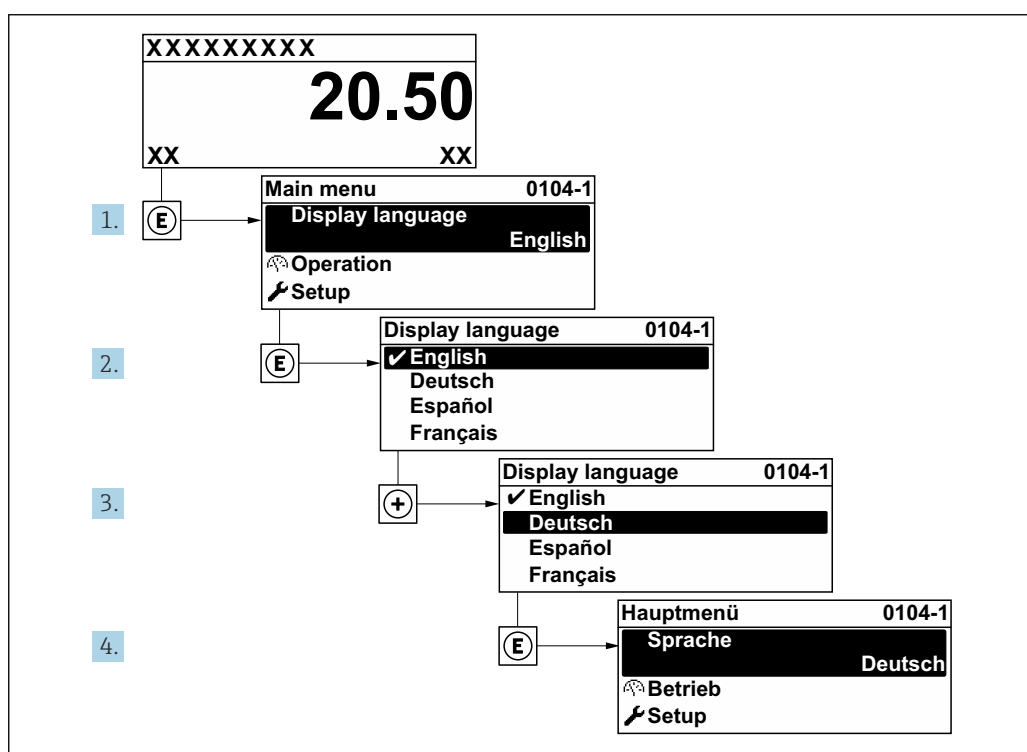 XXXXXXXXX
20.50
XX XX
1.
E
Main menu 0104-1
Display language
English
Operation
Setup
2.
E
Display language 0104-1
✔ English
Deutsch
Español
Français
3.
+
Display language 0104-1
✔ English
Deutsch
Español
Français
4.
E
Hauptmenü 0104-1
Sprache
Deutsch
Betrieb
Setup